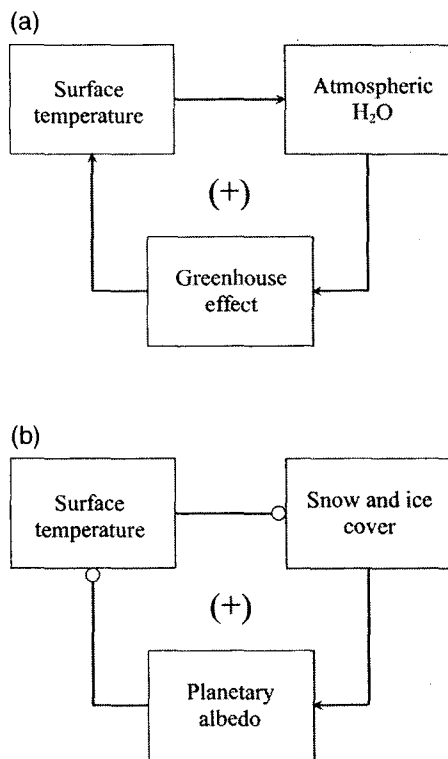 (a)
Surface
temperature
Atmospheric
H₂O
(+)
Greenhouse
effect
(b)
Surface
temperature
Snow and ice
cover
(+)
Planetary
albedo